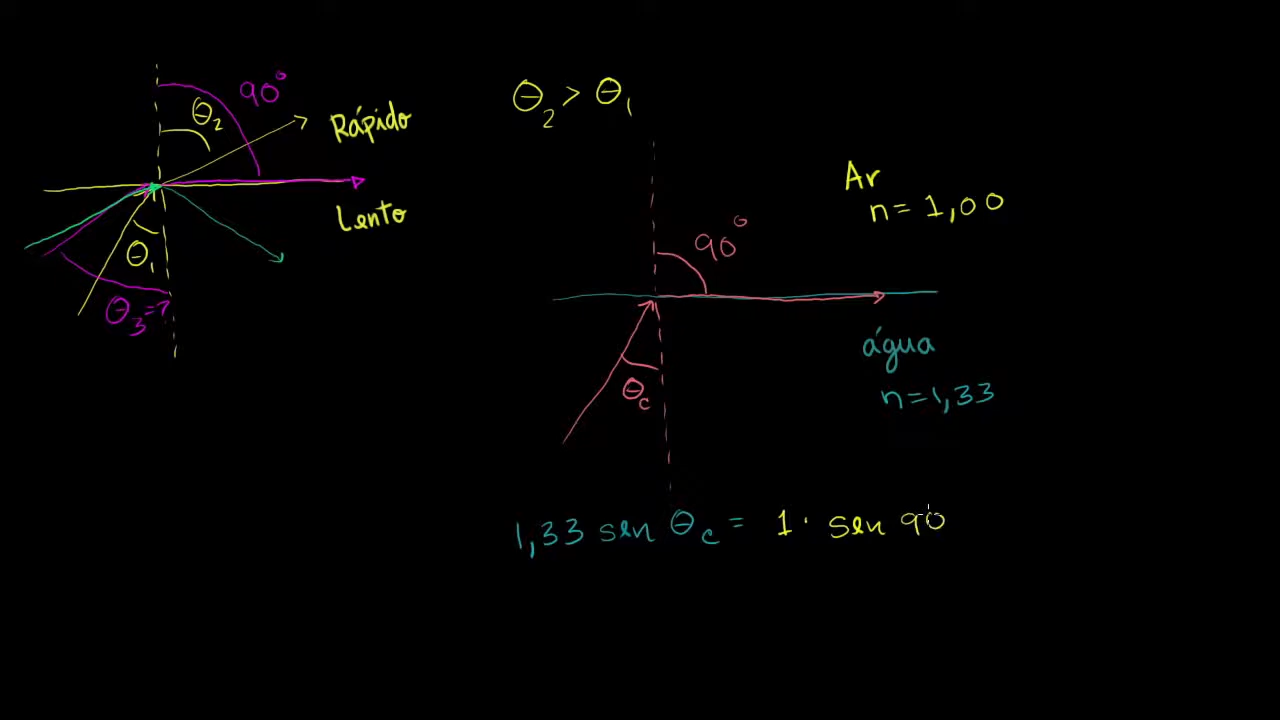 90°
θ₂
Rápido
Lento
θ₁
θ₃=?
θ₂ > θ₁
Ar
n = 1,00
90°
água
n = 1,33
θc
1,33 sen θc = 1 · sen 90